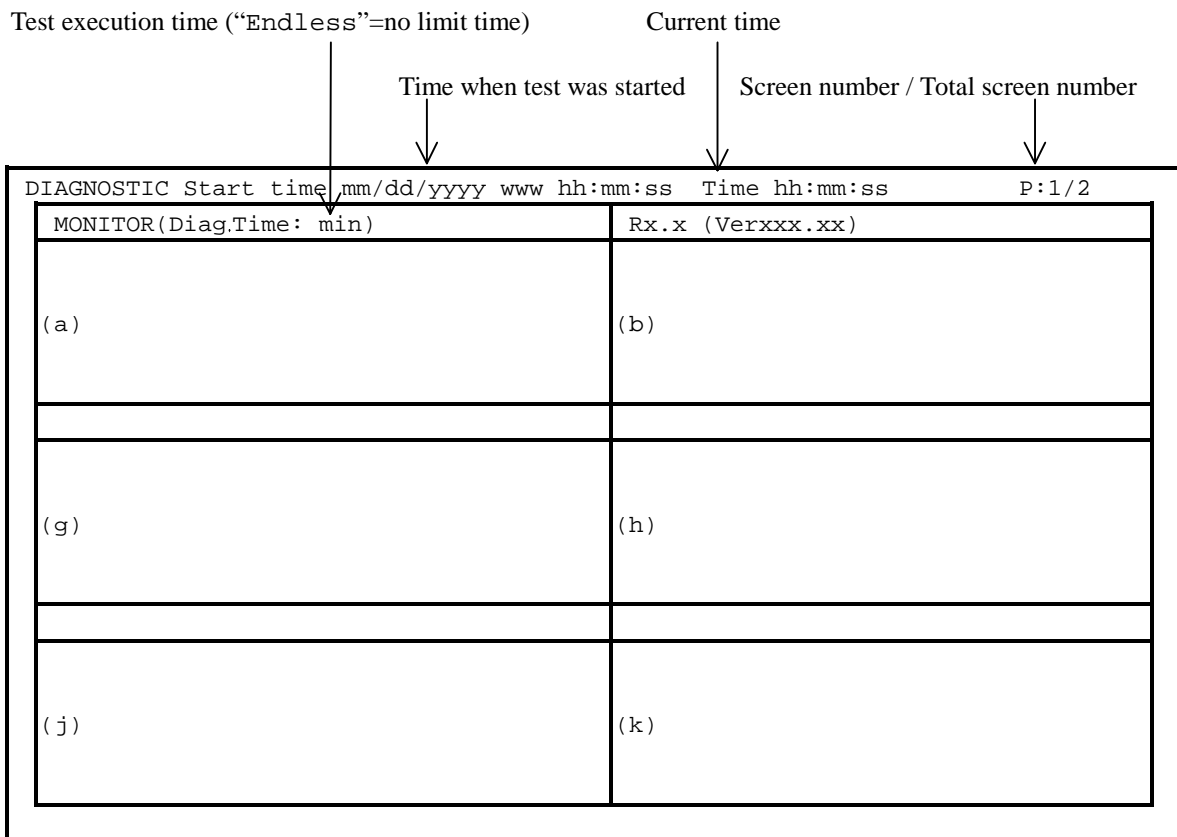 Test execution time (“Endless”=no limit time) Current time
Time when test was started Screen number / Total screen number
DIAGNOSTIC Start time mm/dd/yyyy www hh:mm:ss Time hh:mm:ss P:1/2
MONITOR(Diag.Time: min) Rx.x (Verxxx.xx)
(a) (b)
(g) (h)
(j) (k)